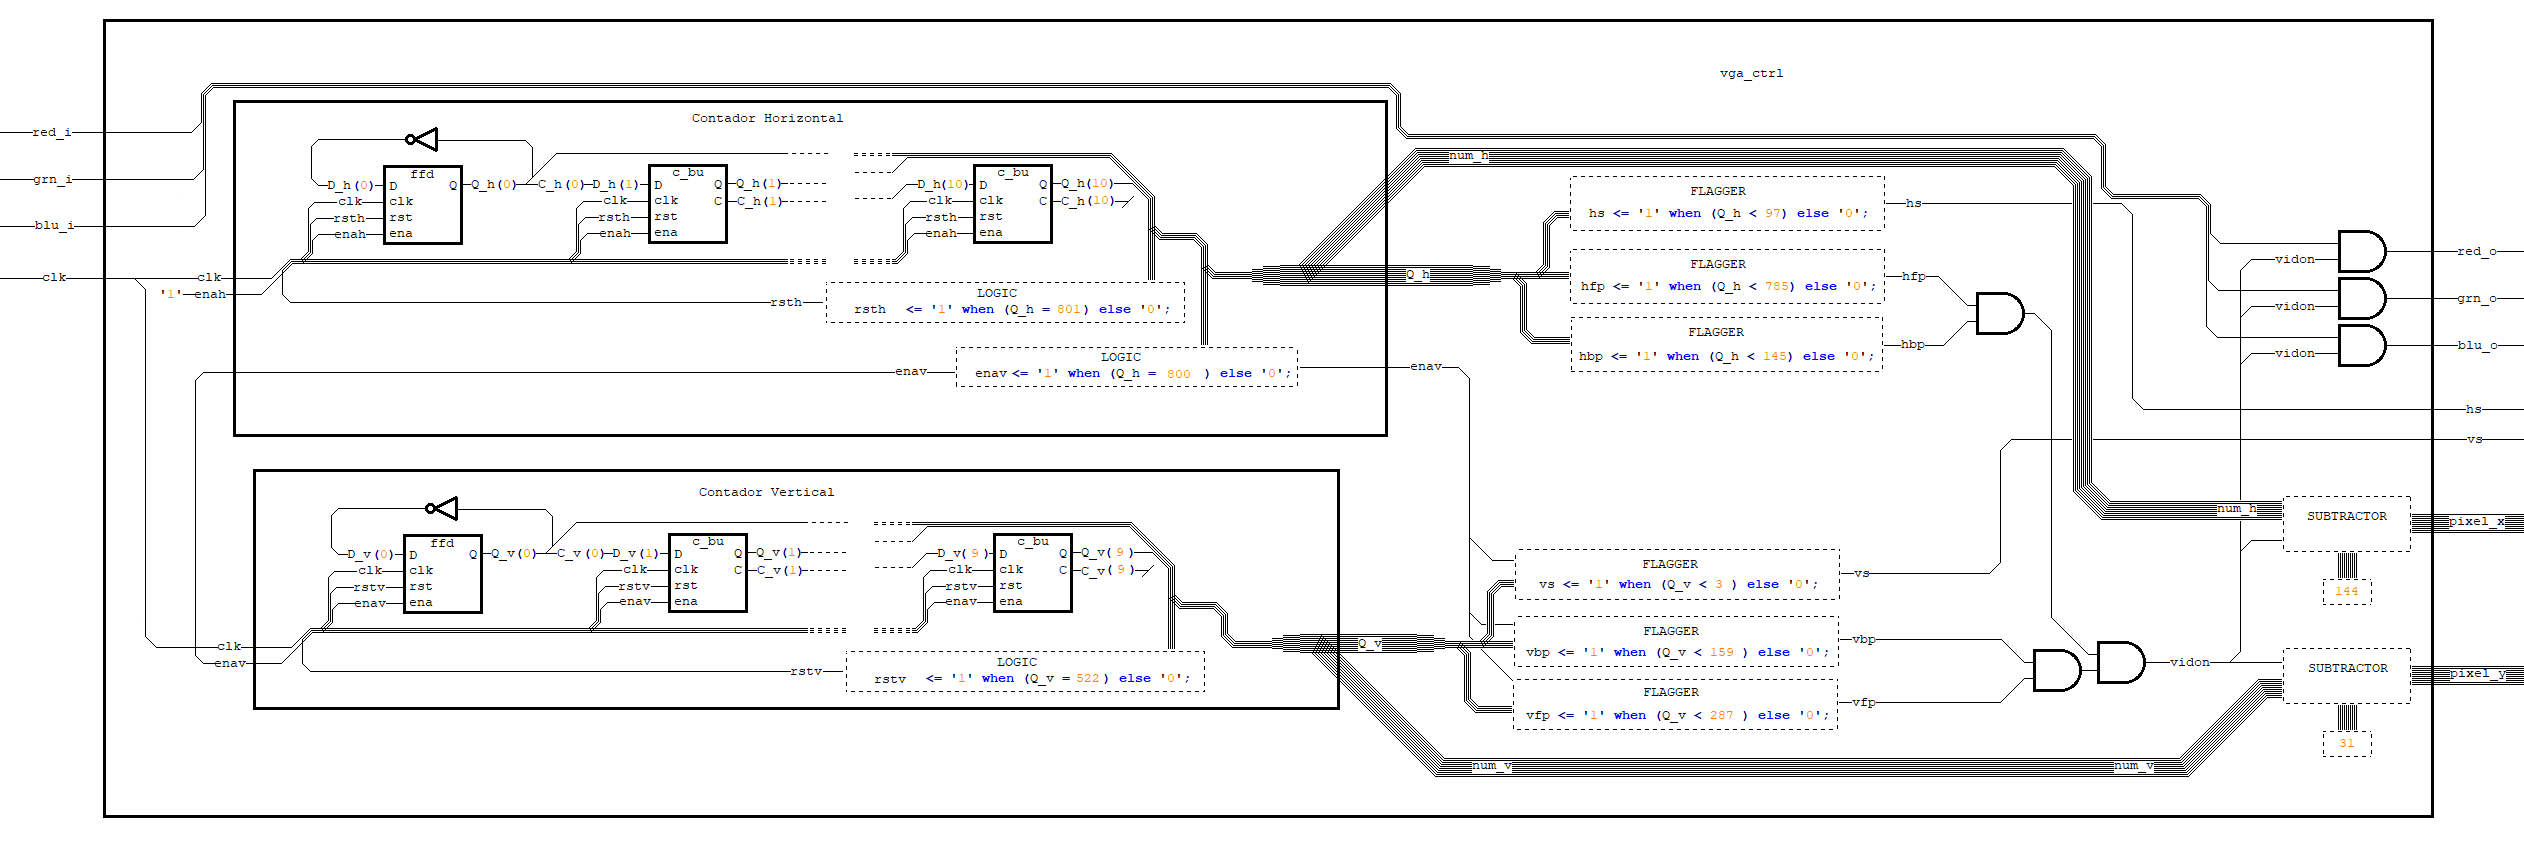 vga_ctrl
red_i
grn_i
blu_i
clk
Contador Horizontal
ffd
D_h(0) D Q Q_h(0) C_h(0) D_h(1)
clk clk
rsth rst
enah ena
c_bu
D Q Q_h(1)
clk clk C C_h(1)
rsth rst
enah ena
c_bu
D_h(10) D Q Q_h(10)
clk clk C C_h(10)
rsth rst
enah ena
clk
'1' enah
rsth
LOGIC
rsth <= '1' when (Q_h = 801) else '0';
LOGIC
enav enav <= '1' when (Q_h = 800 ) else '0'; enav
num_h
Q_h
FLAGGER
hs <= '1' when (Q_h < 97) else '0'; hs
FLAGGER
hfp <= '1' when (Q_h < 785) else '0'; hfp
FLAGGER
hbp <= '1' when (Q_h < 145) else '0'; hbp
vidon red_o
vidon grn_o
vidon blu_o
hs
vs
Contador Vertical
ffd
D_v(0) D Q Q_v(0) C_v(0) D_v(1)
clk clk
rstv rst
enav ena
c_bu
D Q Q_v(1)
clk clk C C_v(1)
rstv rst
enav ena
c_bu
D_v( 9 ) D Q Q_v( 9 )
clk clk C C_v( 9 )
rstv rst
enav ena
clk
enav
rstv
LOGIC
rstv <= '1' when (Q_v = 522 ) else '0';
Q_v
FLAGGER
vs <= '1' when (Q_v < 3 ) else '0'; vs
FLAGGER
vbp <= '1' when (Q_v < 159 ) else '0'; vbp
FLAGGER
vfp <= '1' when (Q_v < 287 ) else '0'; vfp
vidon
num_h SUBTRACTOR pixel_x
144
SUBTRACTOR pixel_y
31
num_v num_v